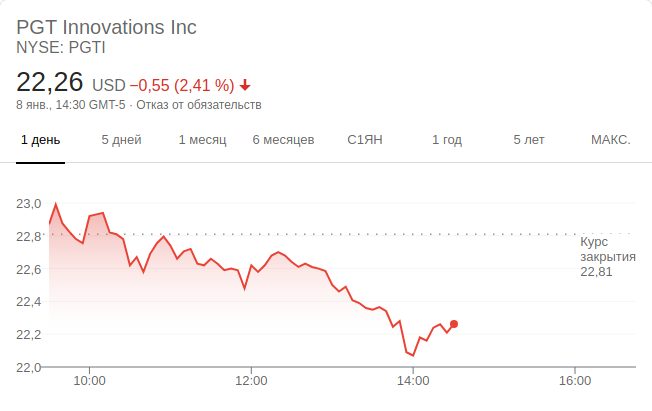 PGT Innovations Inc
NYSE: PGTI
22,26 USD −0,55 (2,41 %)
8 янв., 14:30 GMT-5 · Отказ от обязательств
1 день 5 дней 1 месяц 6 месяцев С1ЯН 1 год 5 лет МАКС.
23,0
22,8
Курс
закрытия
22,81
22,6
22,4
22,2
22,0
10:00 12:00 14:00 16:00